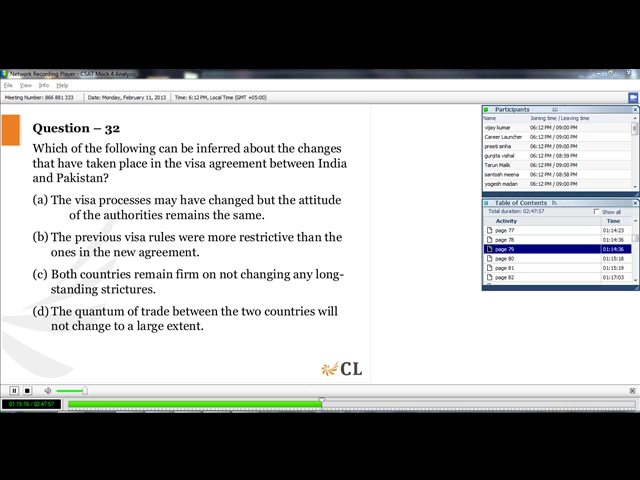 Network Recording Player - CSAT Mock 4 Analysis
File View Info Help
Meeting Number: 866 881 333 Date: Monday, February 11, 2013 Time: 6:12 PM, Local Time (GMT +05:00)
Question – 32
Which of the following can be inferred about the changes
that have taken place in the visa agreement between India
and Pakistan?
(a) The visa processes may have changed but the attitude
of the authorities remains the same.
(b) The previous visa rules were more restrictive than the
ones in the new agreement.
(c) Both countries remain firm on not changing any long-
standing strictures.
(d) The quantum of trade between the two countries will
not change to a large extent.
CL
Participants
Name Joining time / Leaving time
vijay kumar 06:12 PM / 09:00 PM
Career Launcher 06:12 PM / 09:00 PM
preeti sinha 06:12 PM / 09:00 PM
gunjita vishal 06:12 PM / 08:59 PM
Tarun Malik 06:12 PM / 09:00 PM
santosh meena 06:12 PM / 08:58 PM
yogesh madan 06:12 PM / 09:00 PM
Table of Contents
Total duration: 02:47:57 Show all
Activity Time
page 77 01:14:23
page 78 01:14:36
page 79 01:14:36
page 80 01:15:18
page 81 01:15:19
page 82 01:17:03
01:15:16 / 02:47:57